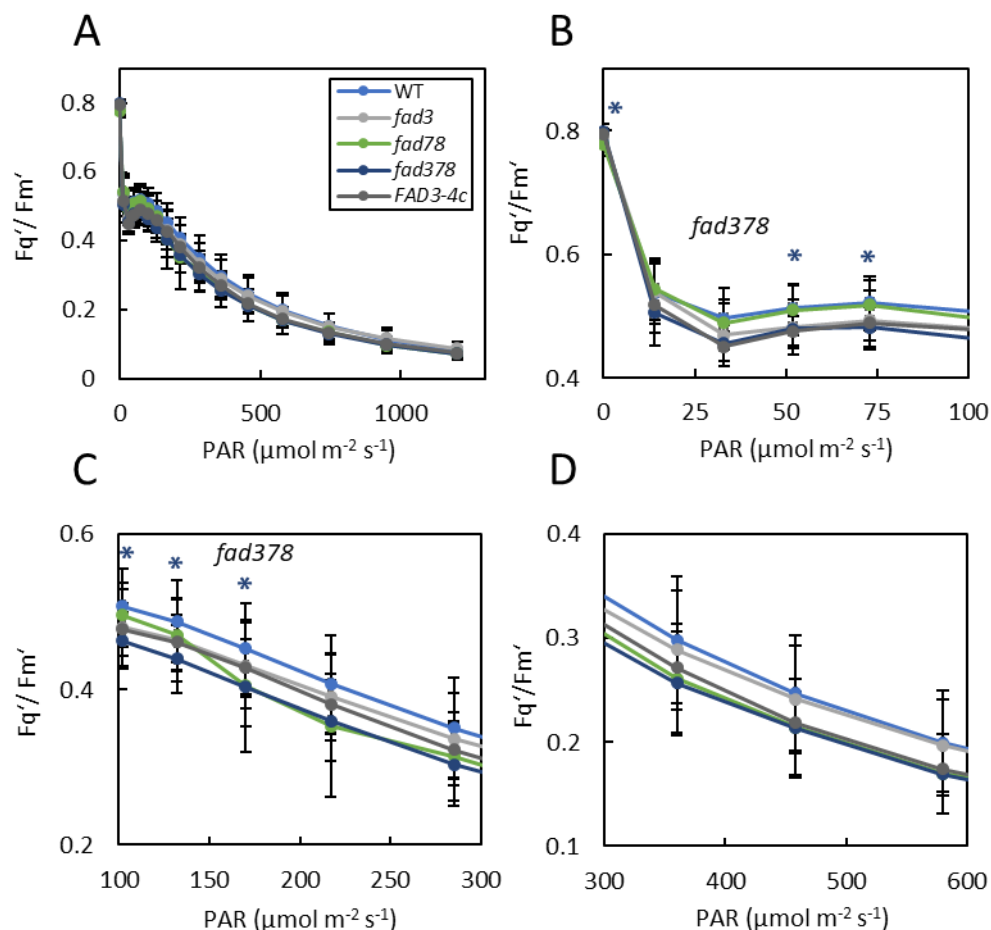 A
0.8
0.6
0.4
0.2
0
Fq‘/ Fm‘
WT
fad3
fad78
fad378
FAD3-4c
0
500
1000
PAR (µmol m⁻² s⁻¹)
B
0.8
0.6
0.4
Fq‘/Fm‘
*
fad378
*
*
0
25
50
75
100
PAR (µmol m⁻² s⁻¹)
C
0.6
0.4
0.2
Fq‘/ Fm‘
*
*
fad378
*
100
150
200
250
300
PAR (µmol m⁻² s⁻¹)
D
0.4
0.3
0.2
0.1
Fq‘/Fm‘
300
400
500
600
PAR (µmol m⁻² s⁻¹)